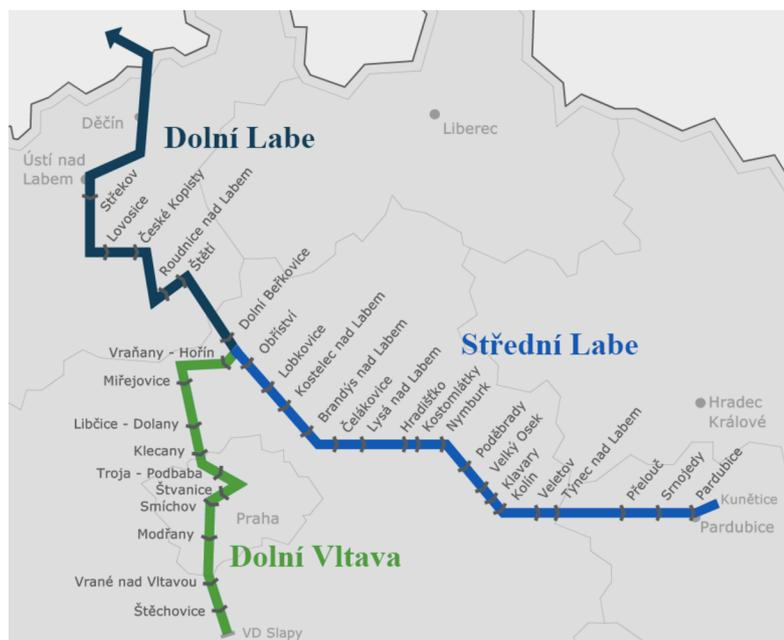 Děčín
Liberec
Dolní Labe
Ústí nad
Labem
Střekov
Lovosice
České Kopisty
Roudnice nad Labem
Štětí
Dolní Beřkovice
Obříství
Lobkovice
Kostelec nad Labem
Brandýs nad Labem
Čelákovice
Lysá nad Labem
Hradišťko
Kostomlátky
Nymburk
Poděbrady
Velký Osek
Klavary
Kolín
Veletov
Týnec nad Labem
Přelouč
Srnojedy
Pardubice
Střední Labe
Hradec
Králové
Kunětice
Pardubice
Vraňany - Hořín
Miřejovice
Libčice - Dolany
Klecany
Troja - Podbaba
Štvanice
Smíchov
Praha
Modřany
Dolní Vltava
Vrané nad Vltavou
Štěchovice
VD Slapy